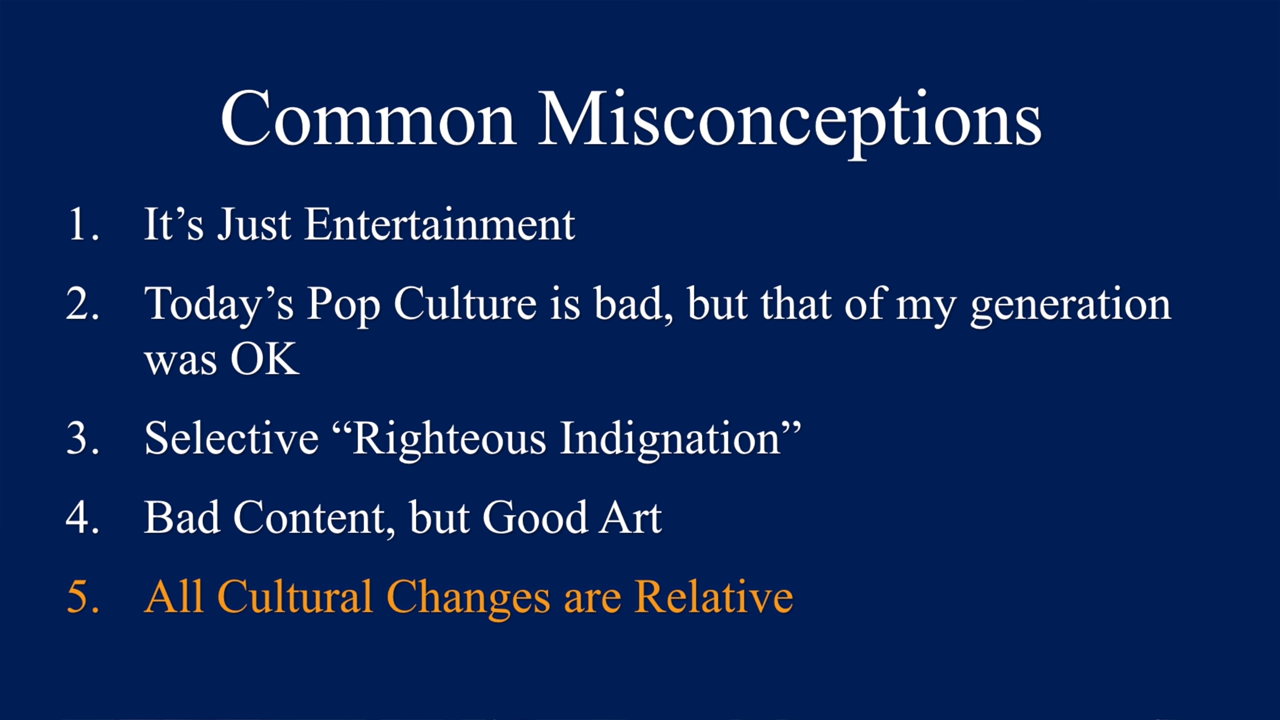 Common Misconceptions
1. It’s Just Entertainment
2. Today’s Pop Culture is bad, but that of my generation
was OK
3. Selective “Righteous Indignation”
4. Bad Content, but Good Art
5. All Cultural Changes are Relative